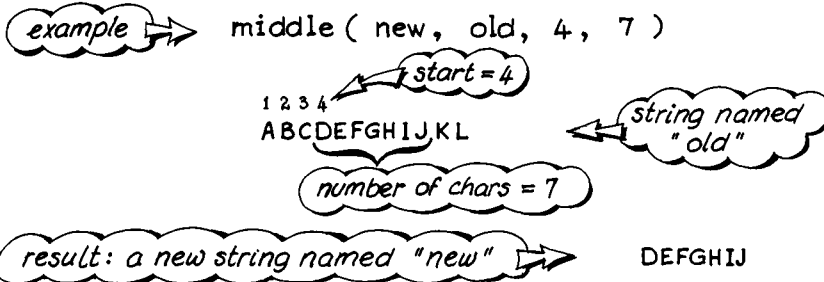 example middle ( new, old, 4, 7 )
start = 4
1 2 3 4
ABCDEFGHIJKL
string named
"old"
number of chars = 7
result: a new string named "new" DEFGHIJ